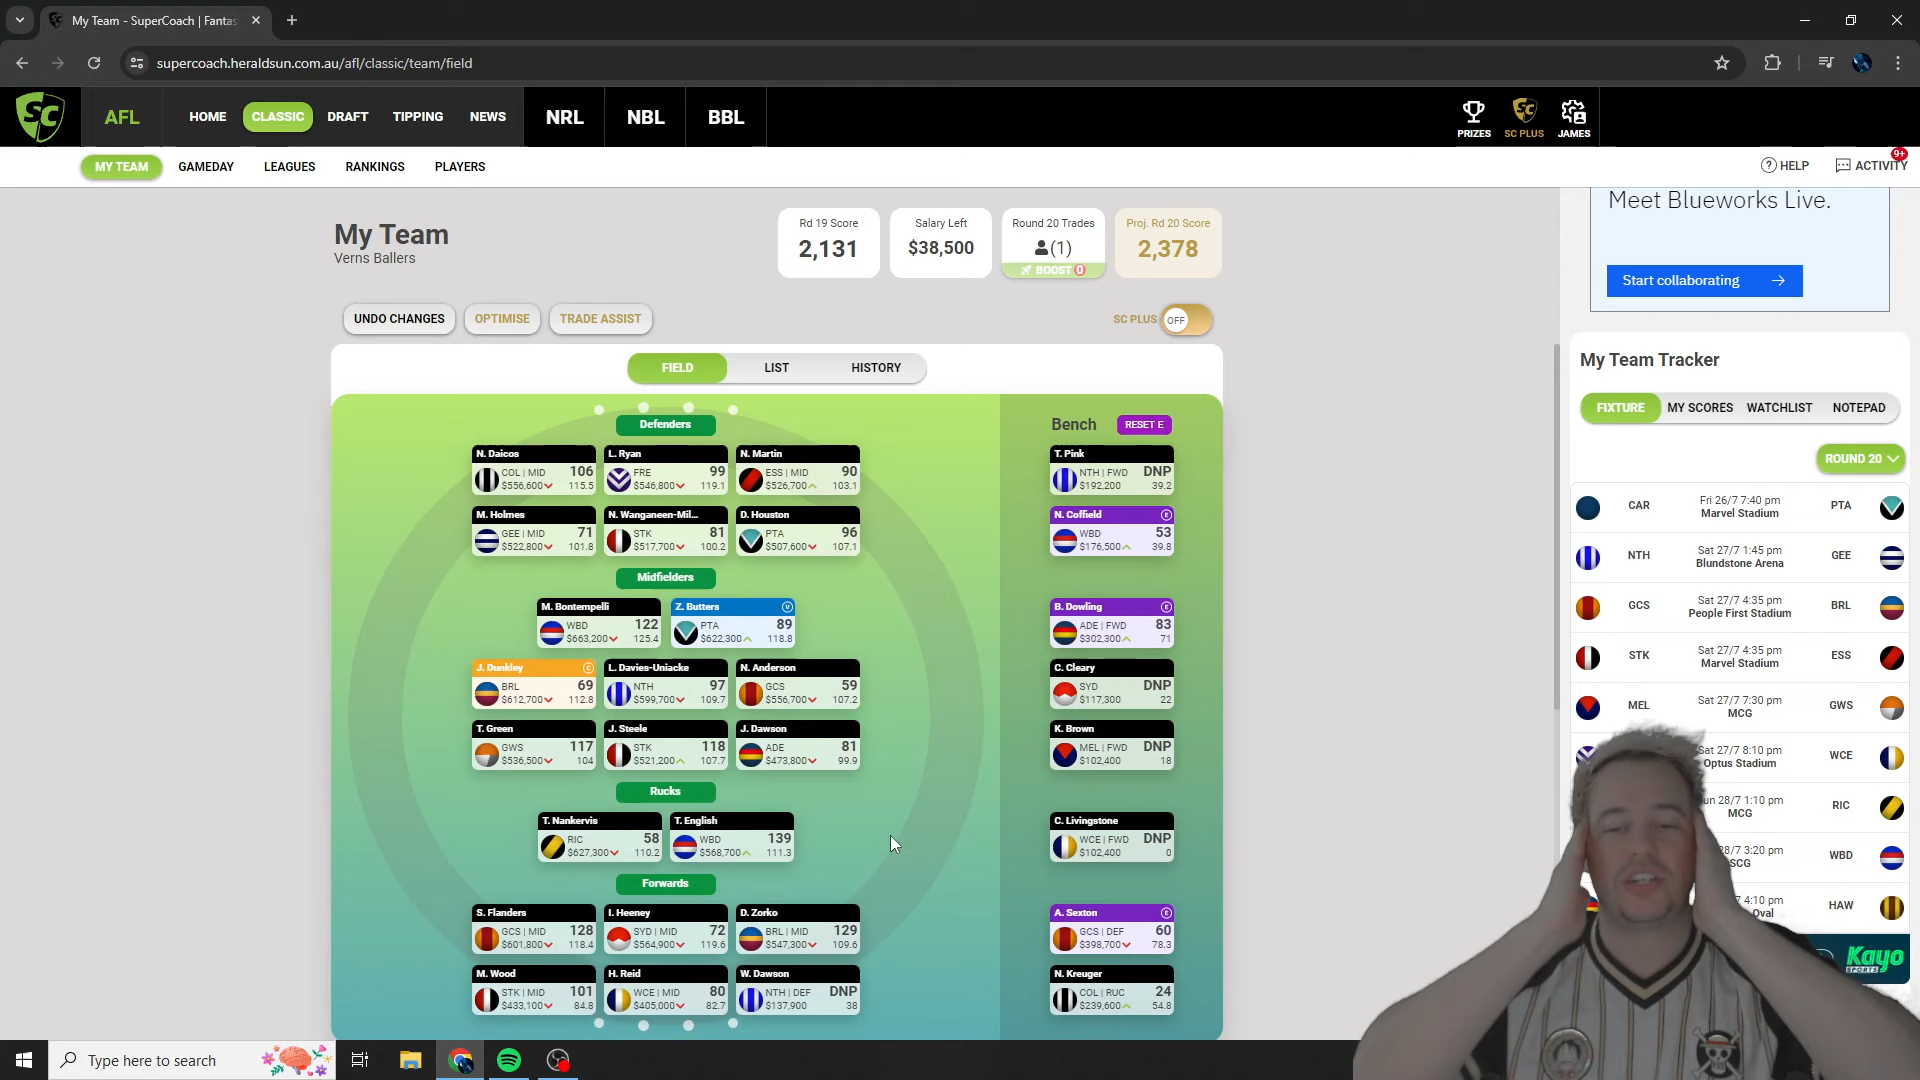 My Team - SuperCoach | Fantas
supercoach.heraldsun.com.au/afl/classic/team/field
SC
AFL
HOME
CLASSIC
DRAFT
TIPPING
NEWS
NRL
NBL
BBL
PRIZES
SC PLUS
JAMES
MY TEAM
GAMEDAY
LEAGUES
RANKINGS
PLAYERS
? HELP
ACTIVITY
9+
My Team
Verns Ballers
Rd 19 Score
2,131
Salary Left
$38,500
Round 20 Trades
(1)
BOOST 0
Proj. Rd 20 Score
2,378
UNDO CHANGES
OPTIMISE
TRADE ASSIST
SC PLUS OFF
FIELD
LIST
HISTORY
Defenders
Bench
RESET E
N. Daicos
COL | MID 106
$556,600 115.5
L. Ryan
FRE 99
$546,800 119.1
N. Martin
ESS | MID 90
$526,700 103.1
T. Pink
NTH | FWD DNP
$192,200 39.2
M. Holmes
GEE | MID 71
$522,800 101.8
N. Wanganeen-Mil...
STK 81
$517,700 100.2
D. Houston
PTA 96
$507,600 107.1
N. Coffield E
WBD 53
$176,500 39.8
Midfielders
M. Bontempelli
WBD 122
$663,200 125.4
Z. Butters V
PTA 89
$622,300 118.8
B. Dowling E
ADE | FWD 83
$302,300 71
J. Dunkley C
BRL 69
$612,700 112.8
L. Davies-Uniacke
NTH 97
$599,700 109.7
N. Anderson
GCS 59
$556,700 107.2
C. Cleary
SYD DNP
$117,300 22
T. Green
GWS 117
$536,500 104
J. Steele
STK 118
$521,200 107.7
J. Dawson
ADE 81
$473,800 99.9
K. Brown
MEL | FWD DNP
$102,400 18
Rucks
T. Nankervis
RIC 58
$627,300 110.2
T. English
WBD 139
$568,700 111.3
C. Livingstone
WCE | FWD DNP
$102,400 0
Forwards
S. Flanders
GCS | MID 128
$601,800 118.4
I. Heeney
SYD | MID 72
$564,900 119.6
D. Zorko
BRL | MID 129
$547,300 109.6
A. Sexton E
GCS | DEF 60
$398,700 78.3
M. Wood
STK | MID 101
$433,100 84.8
H. Reid
WCE | MID 80
$405,000 82.7
W. Dawson
NTH | DEF DNP
$137,900 38
N. Kreuger
COL | RUC 24
$239,600 54.8
Meet Blueworks Live.
Start collaborating
My Team Tracker
FIXTURE
MY SCORES
WATCHLIST
NOTEPAD
ROUND 20
CAR
Fri 26/7 7:40 pm
Marvel Stadium
PTA
NTH
Sat 27/7 1:45 pm
Blundstone Arena
GEE
GCS
Sat 27/7 4:35 pm
People First Stadium
BRL
STK
Sat 27/7 4:35 pm
Marvel Stadium
ESS
MEL
Sat 27/7 7:30 pm
MCG
GWS
Sat 27/7 8:10 pm
Optus Stadium
WCE
28/7 1:10 pm
MCG
RIC
3:20 pm
SCG
WBD
4:10 pm
Oval
HAW
Kayo
SPORTS
Type here to search